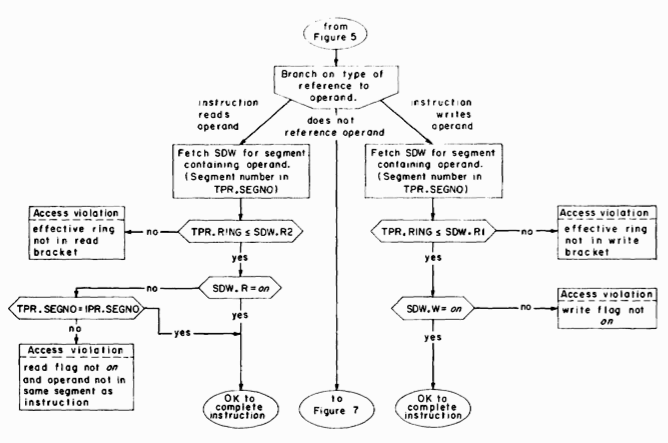 from
Figure 5
Branch on type of
reference to
operand.
instruction
reads
operand
does not
reference operand
instruction
writes
operand
Fetch SDW for segment
containing operand.
(Segment number in
TPR.SEGNO)
Fetch SDW for segment
containing operand.
(Segment number in
TPR.SEGNO)
Access violation
effective ring
not in read
bracket
no
TPR.RING ≤ SDW.R2
TPR.RING ≤ SDW.R1
no
Access violation
effective ring
not in write
bracket
yes
yes
no
SDW.R = on
TPR.SEGNO=IPR.SEGNO
yes
yes
no
SDW.W= on
no
Access violation
write flag not
on
yes
Access violation
read flag not on
and operand not in
same segment as
instruction
OK to
complete
instruction
to
Figure 7
OK to
complete
instruction